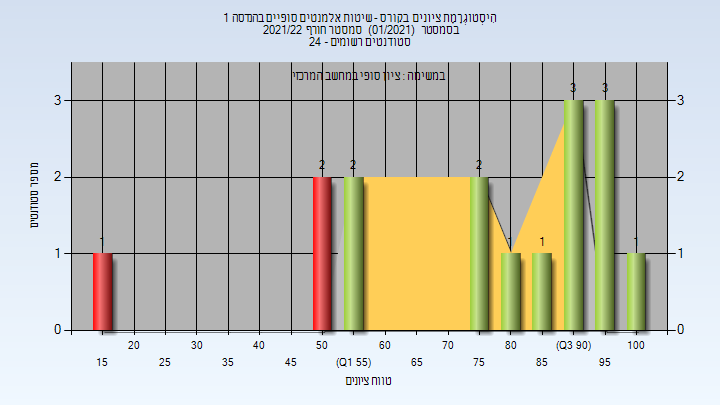 הִיסְטוֹגְרָמַת ציונים בקורס - שיטות אלמנטים סופיים בהנדסה 1
בסמסטר (01/2021) סמסטר חורף 2021/22
סטודנטים רשומים - 24
במשימה : ציון סופי במחשב המרכזי
מספר סטודנטים
3 3
2 2
1 1
0 0
1 2 2 2 1 1 3 3 1
20 30 40 50 60 70 80 (Q3 90) 100
15 25 35 45 (Q1 55) 65 75 85 95
טווח ציונים